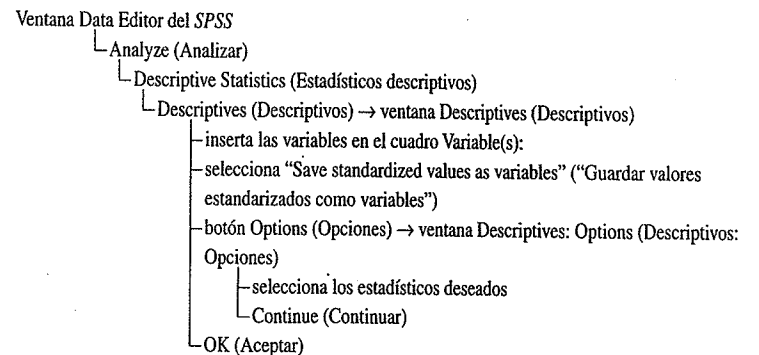 Ventana Data Editor del SPSS
Analyze (Analizar)
Descriptive Statistics (Estadísticos descriptivos)
Descriptives (Descriptivos) → ventana Descriptives (Descriptivos)
inserta las variables en el cuadro Variable(s):
selecciona “Save standardized values as variables” (“Guardar valores
estandarizados como variables”)
botón Options (Opciones) → ventana Descriptives: Options (Descriptivos:
Opciones)
selecciona los estadísticos deseados
Continue (Continuar)
OK (Aceptar)